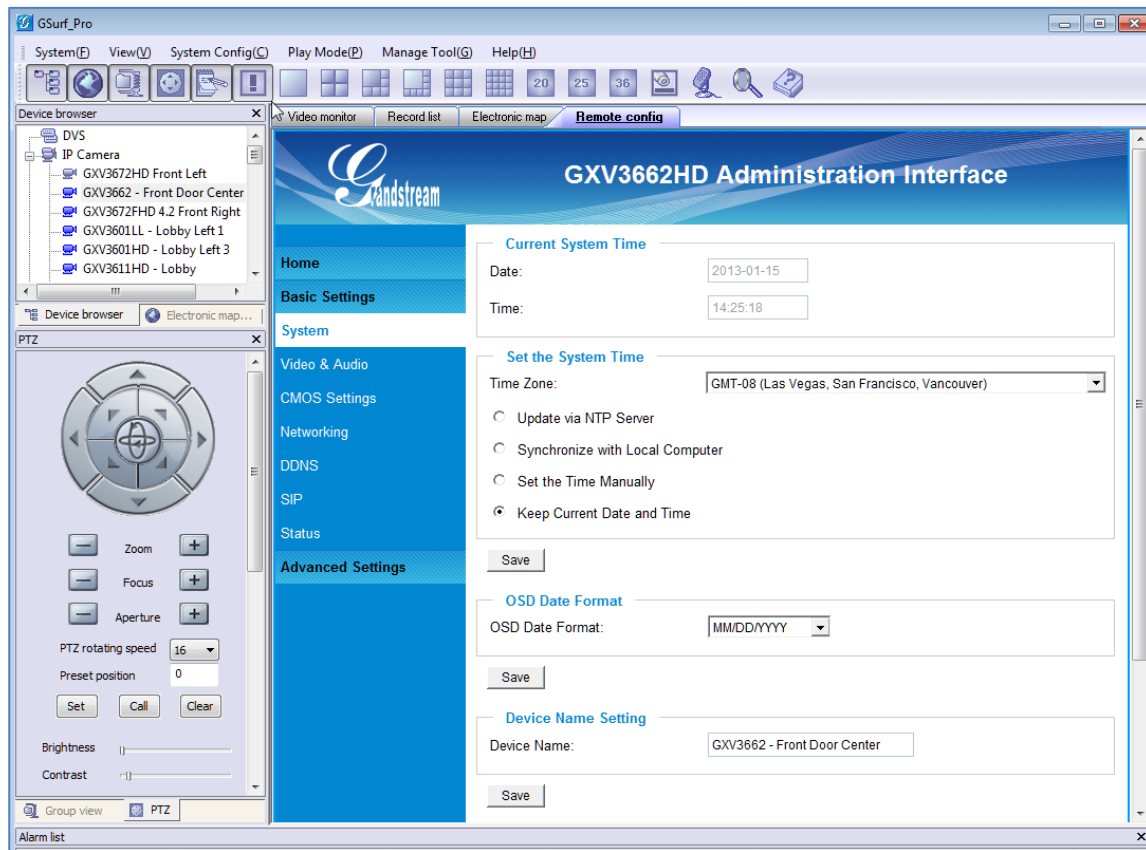 GSurf_Pro
System(F) View(V) System Config(C) Play Mode(P) Manage Tool(G) Help(H)
20 25 36
Device browser
Video monitor Record list Electronic map Remote config
DVS
IP Camera
GXV3672HD Front Left
GXV3662 - Front Door Center
GXV3672FHD 4.2 Front Right
GXV3601LL - Lobby Left 1
GXV3601HD - Lobby Left 3
GXV3611HD - Lobby
Device browser Electronic map...
PTZ
Zoom
Focus
Aperture
PTZ rotating speed 16
Preset position 0
Set Call Clear
Brightness
Contrast
Group view PTZ
Grandstream
GXV3662HD Administration Interface
Home
Basic Settings
System
Video & Audio
CMOS Settings
Networking
DDNS
SIP
Status
Advanced Settings
Current System Time
Date: 2013-01-15
Time: 14:25:18
Set the System Time
Time Zone: GMT-08 (Las Vegas, San Francisco, Vancouver)
Update via NTP Server
Synchronize with Local Computer
Set the Time Manually
Keep Current Date and Time
Save
OSD Date Format
OSD Date Format: MM/DD/YYYY
Save
Device Name Setting
Device Name: GXV3662 - Front Door Center
Save
Alarm list